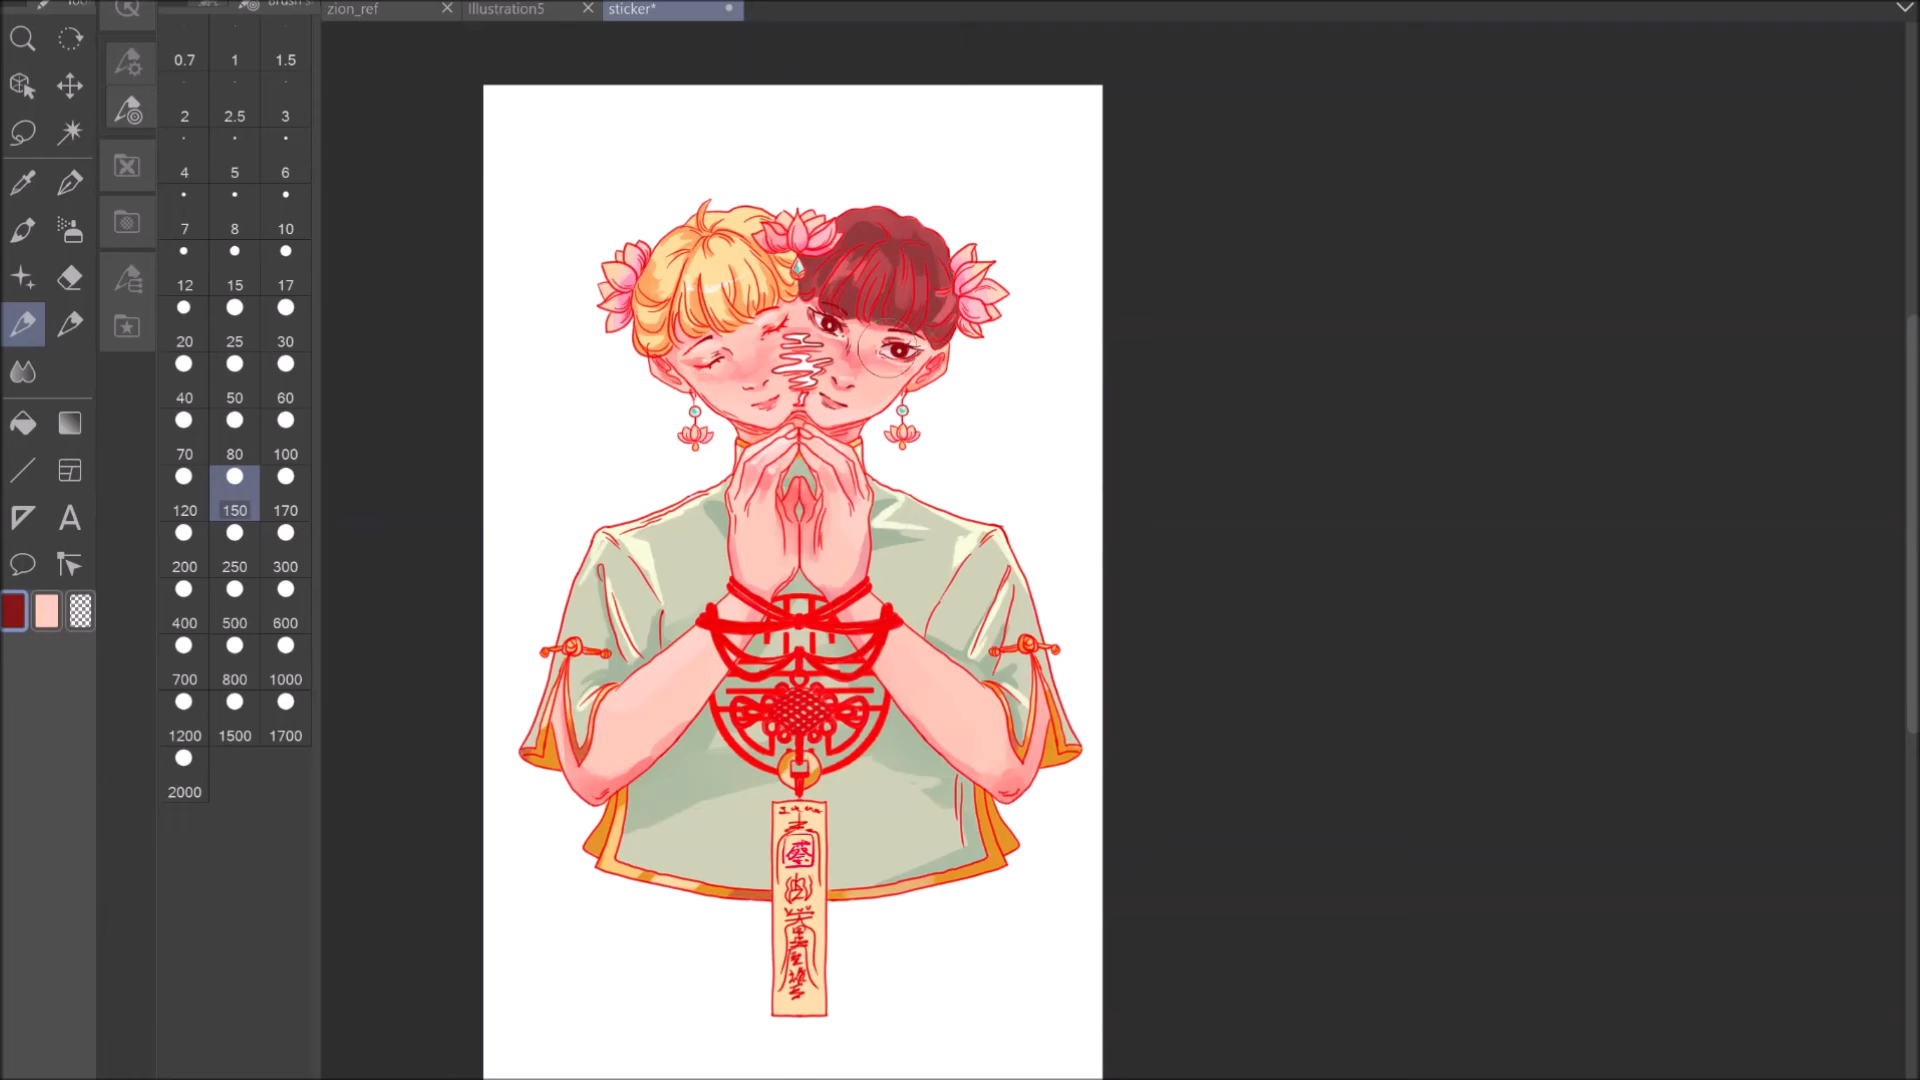 zion_ref
Illustration5
sticker*
0.7 1 1.5
2 2.5 3
4 5 6
7 8 10
12 15 17
20 25 30
40 50 60
70 80 100
120 150 170
200 250 300
400 500 600
700 800 1000
1200 1500 1700
2000